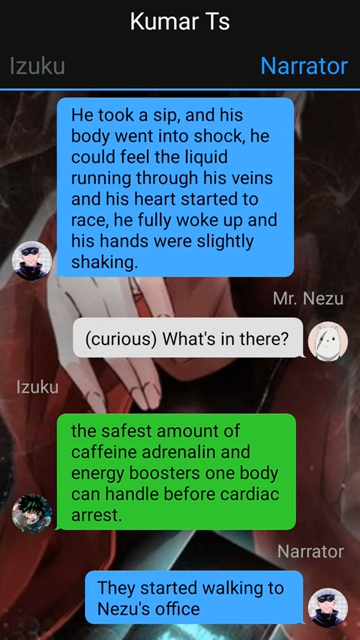 Kumar Ts
Izuku
Narrator
He took a sip, and his
body went into shock, he
could feel the liquid
running through his veins
and his heart started to
race, he fully woke up and
his hands were slightly
shaking.
Mr. Nezu
(curious) What's in there?
Izuku
the safest amount of
caffeine adrenalin and
energy boosters one body
can handle before cardiac
arrest.
Narrator
They started walking to
Nezu's office